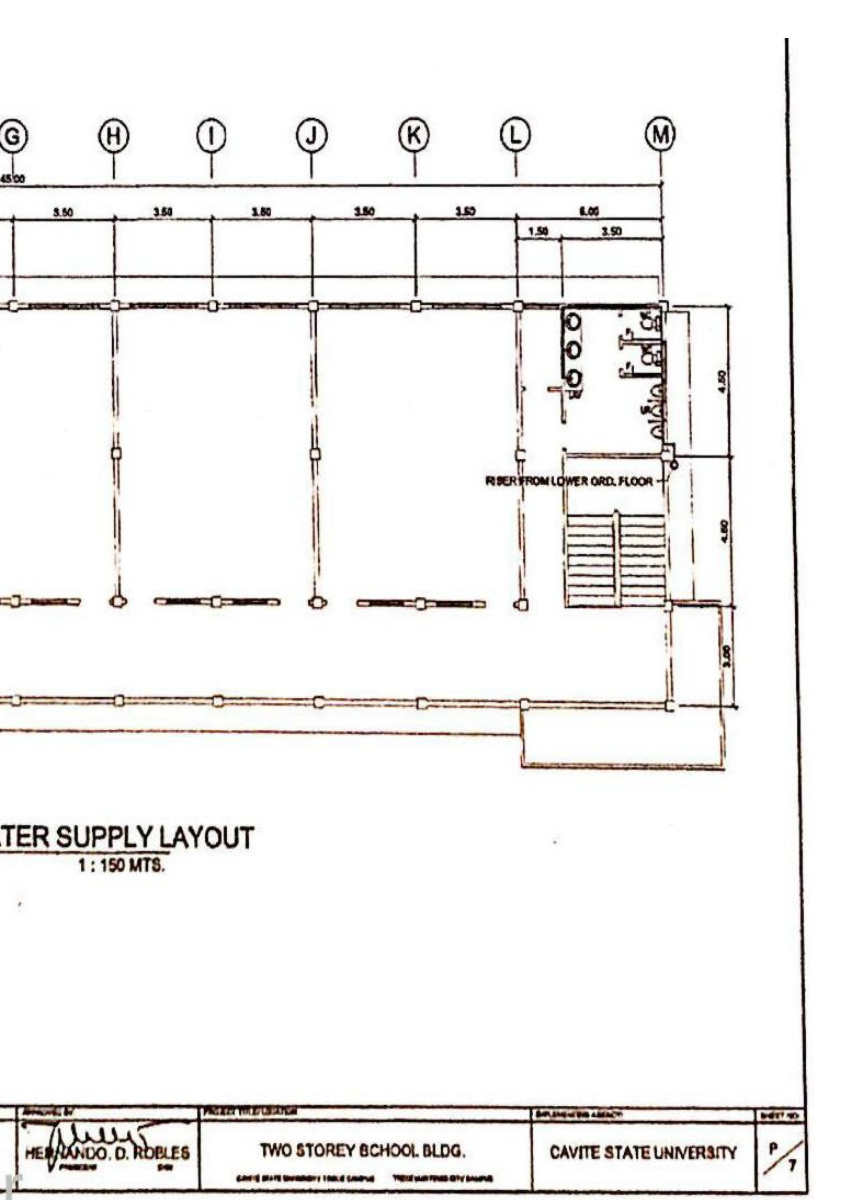 G H I J K L M
45.00
3.50 3.50 3.50 3.50 3.50 6.00
1.50 3.50
4.50
RISER FROM LOWER GRD. FLOOR
4.50
3.00
TER SUPPLY LAYOUT
1 : 150 MTS.
APPROVED BY PROJECT TITLE/LOCATION IMPLEMENTING AGENCY: SHEET NO.
HERNANDO. D. ROBLES TWO STOREY SCHOOL BLDG. CAVITE STATE UNIVERSITY P/7